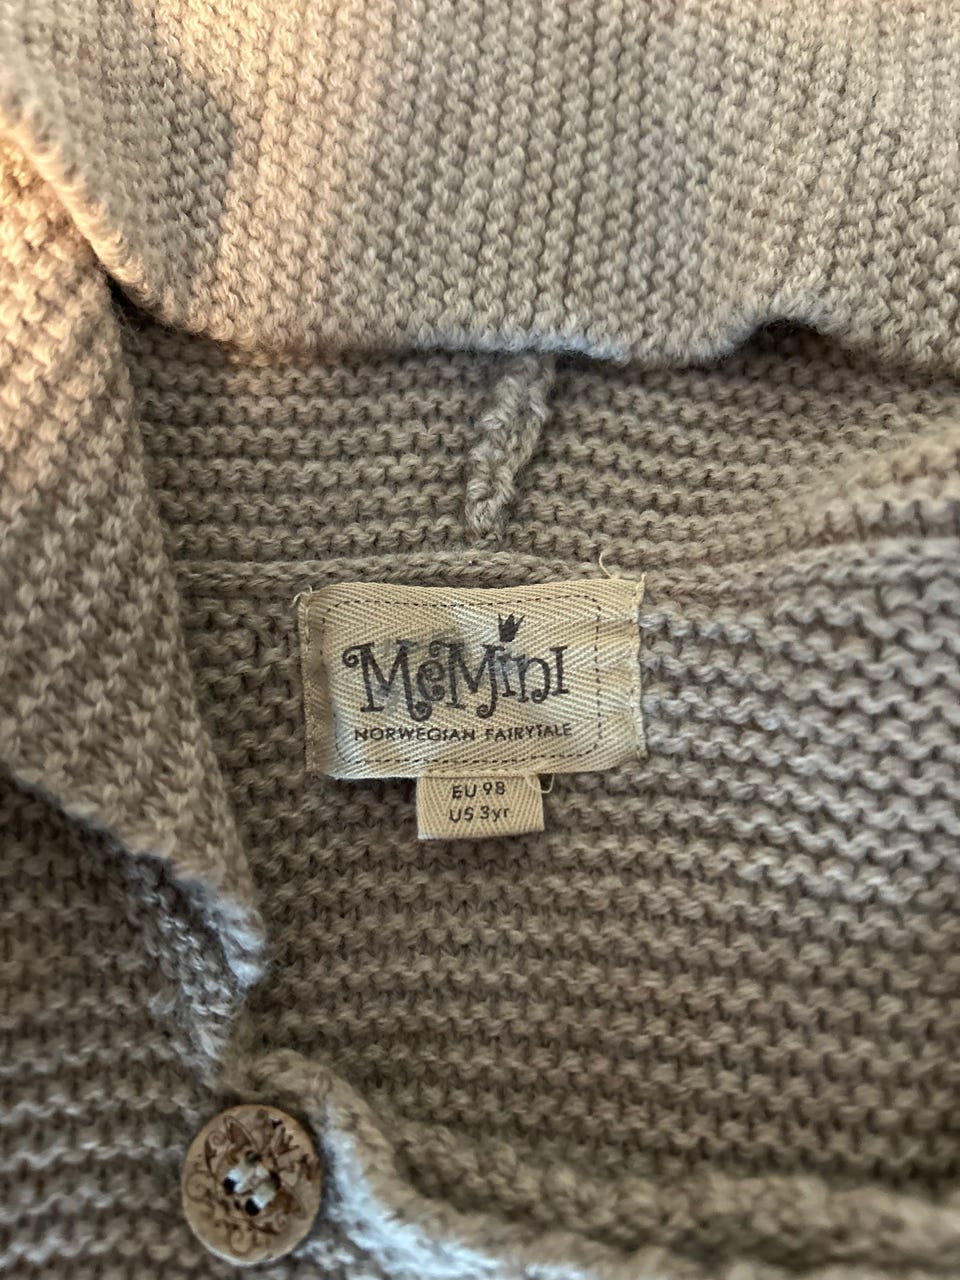 MeMini
NORWEGIAN FAIRYTALE
EU 98
US 3yr